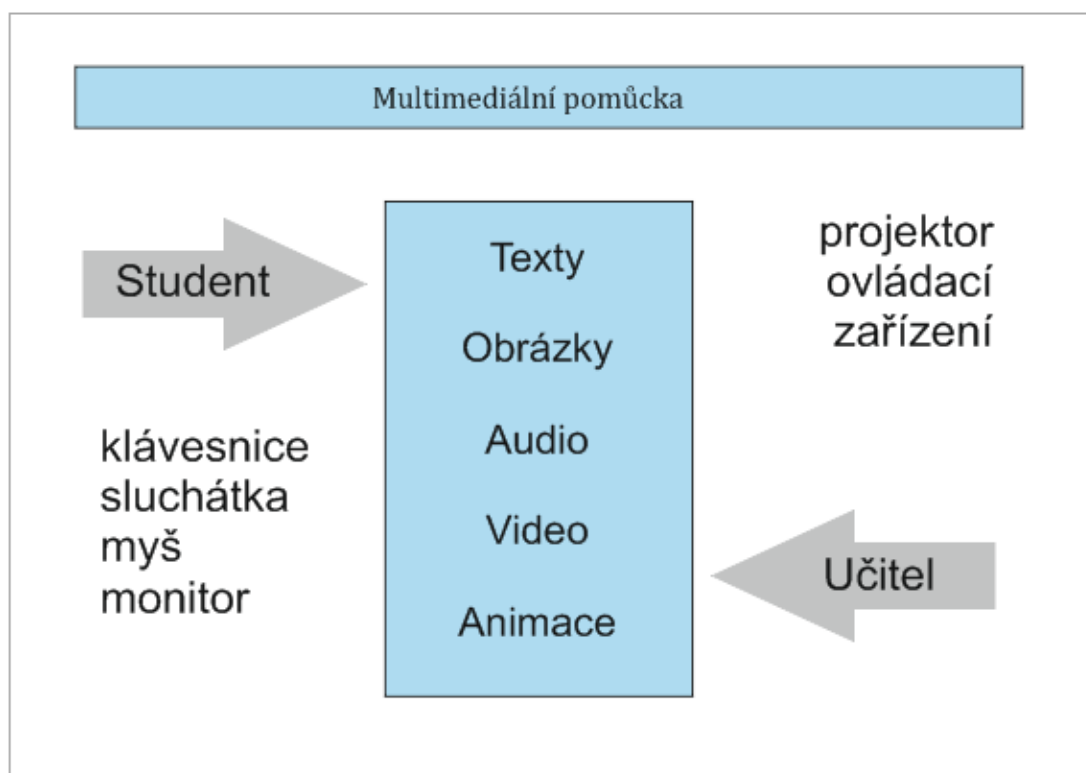 Multimediální pomůcka
Student
klávesnice
sluchátka
myš
monitor
Texty
Obrázky
Audio
Video
Animace
projektor
ovládací
zařízení
Učitel